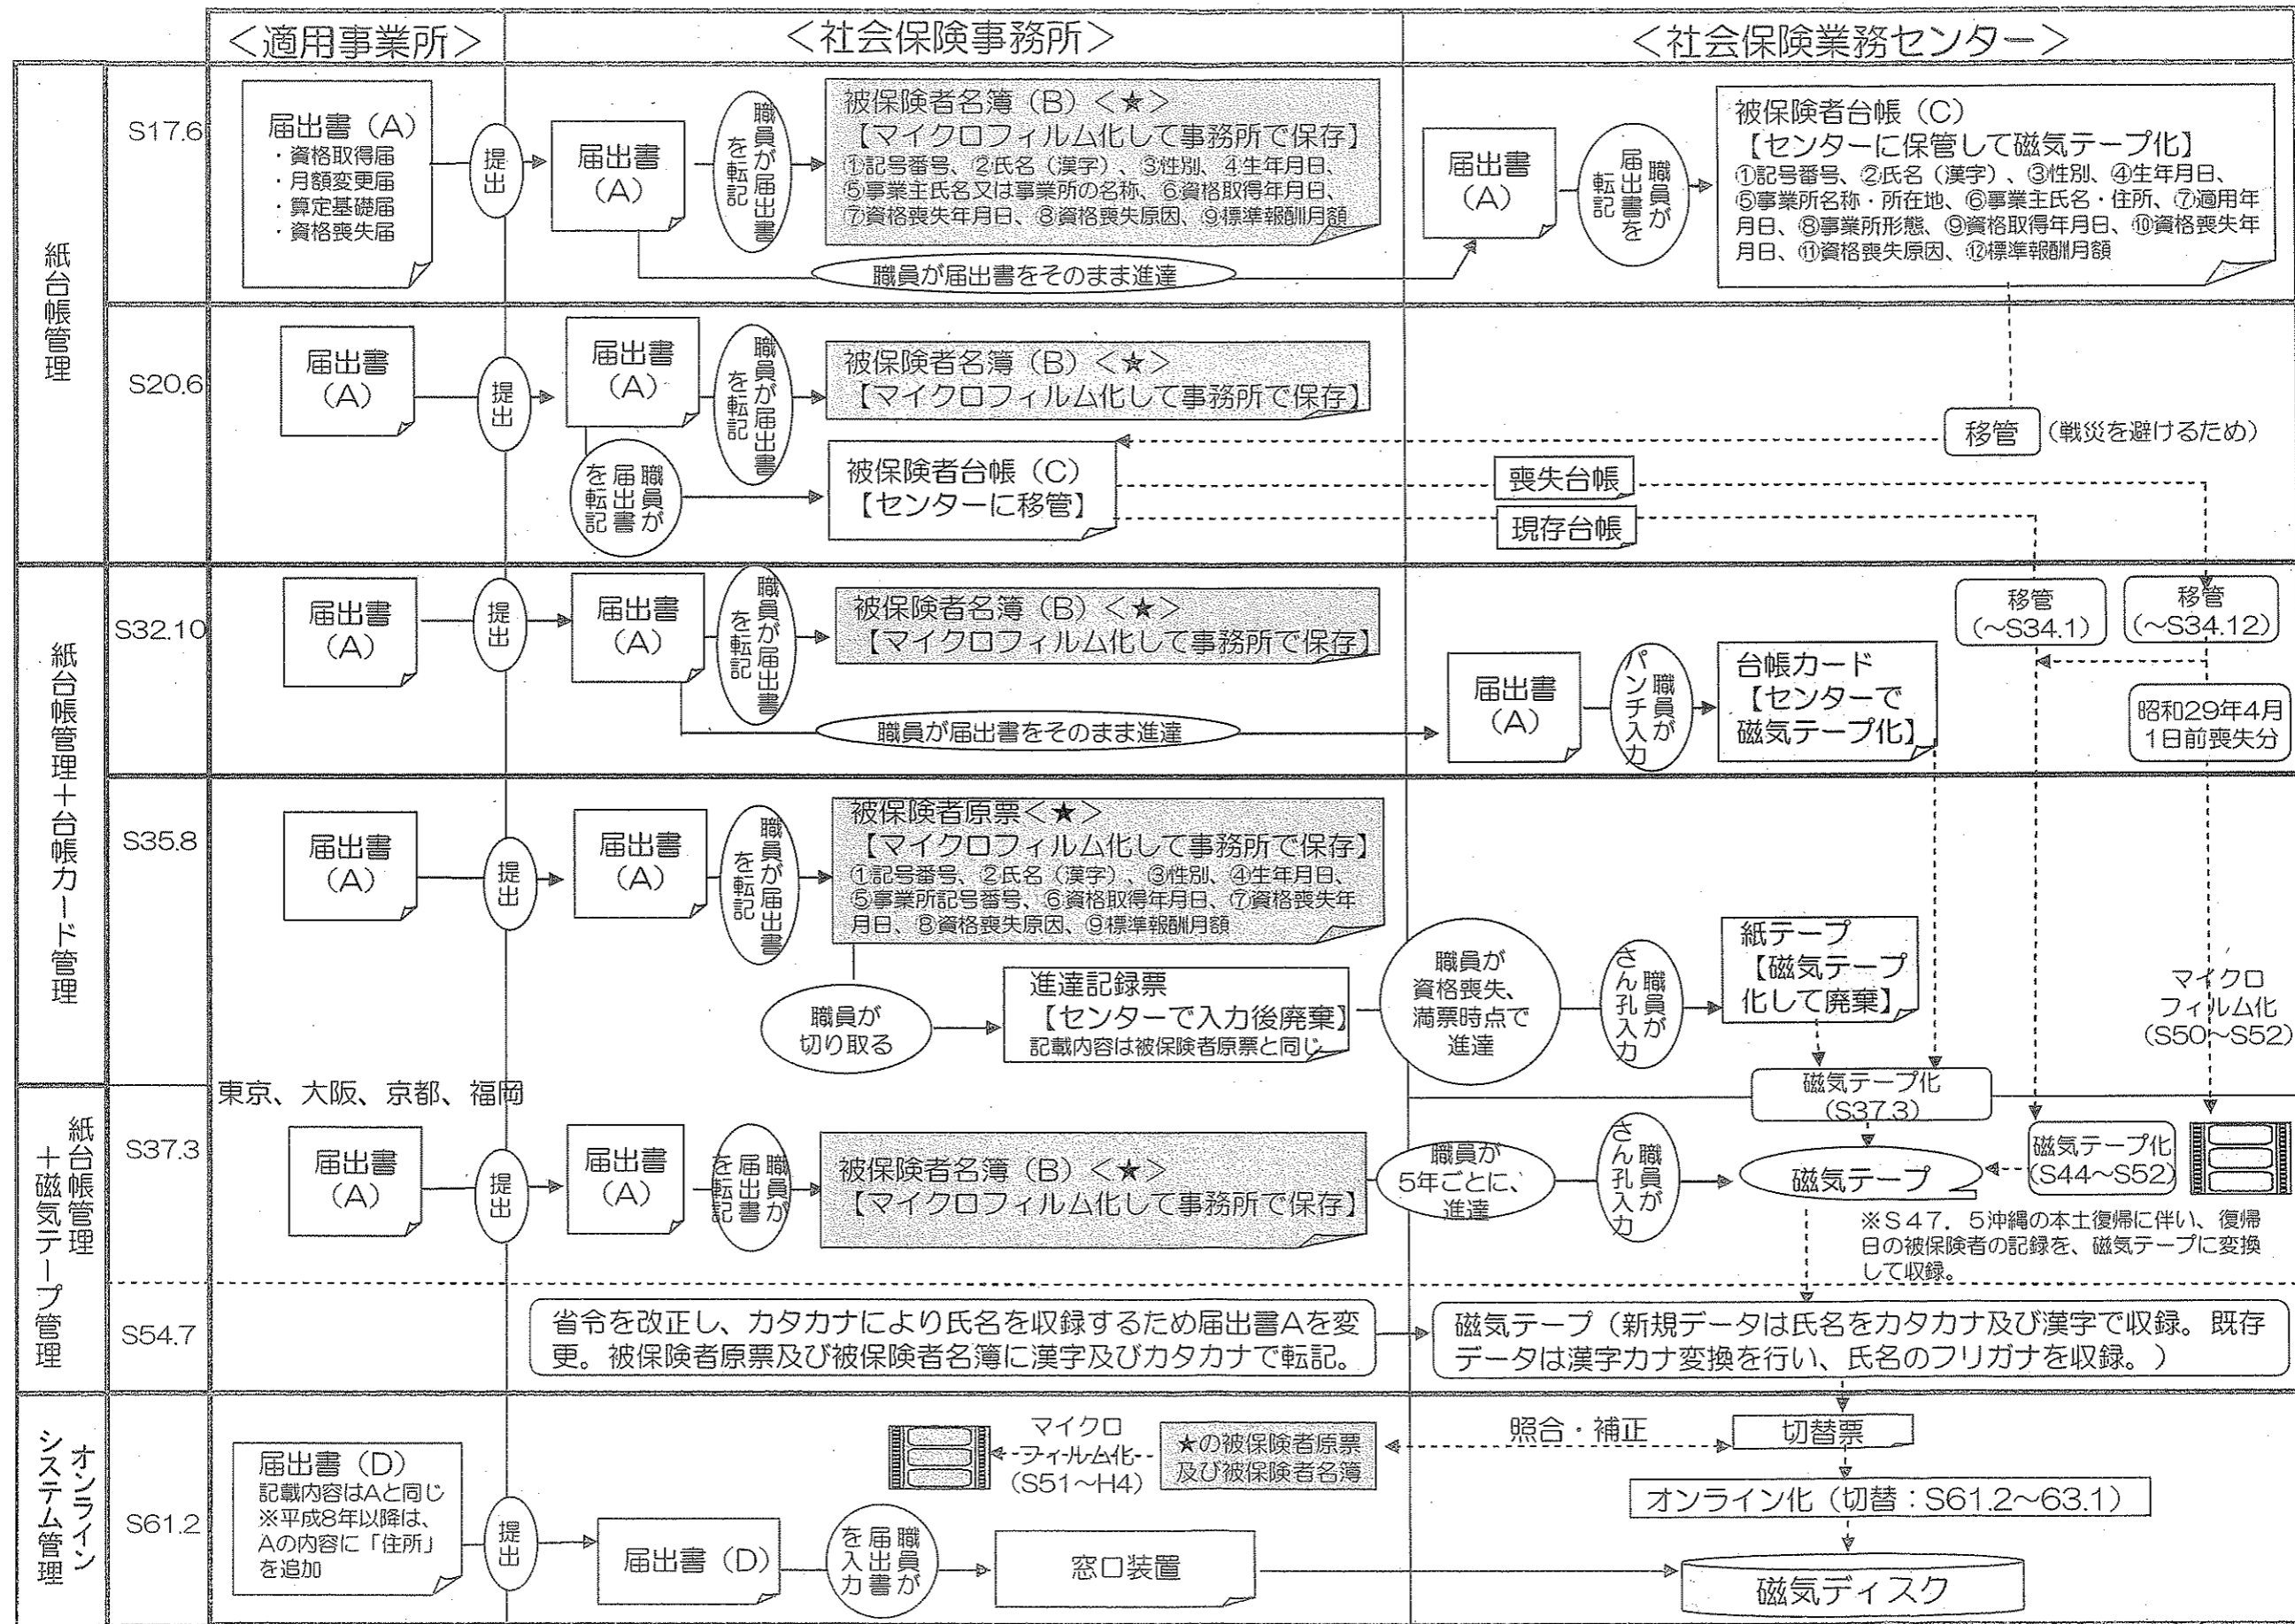 ＜適用事業所＞
＜社会保険事務所＞
＜社会保険業務センター＞
紙台帳管理
S17.6
届出書（A）
・資格取得届
・月額変更届
・算定基礎届
・資格喪失届
提出
届出書
（A）
職員が届出書
を転記
被保険者名簿（B）＜★＞
【マイクロフィルム化して事務所で保存】
①記号番号、②氏名（漢字）、③性別、④生年月日、
⑤事業主氏名又は事業所の名称、⑥資格取得年月日、
⑦資格喪失年月日、⑧資格喪失原因、⑨標準報酬月額
職員が届出書をそのまま進達
届出書
（A）
職員が
届出書を
転記
被保険者台帳（C）
【センターに保管して磁気テープ化】
①記号番号、②氏名（漢字）、③性別、④生年月日、
⑤事業所名称・所在地、⑥事業主氏名・住所、⑦適用年
月日、⑧事業所形態、⑨資格取得年月日、⑩資格喪失年
月日、⑪資格喪失原因、⑫標準報酬月額
S20.6
届出書
（A）
提出
届出書
（A）
職員が届出書
を転記
被保険者名簿（B）＜★＞
【マイクロフィルム化して事務所で保存】
移管
（戦災を避けるため）
職員が
届出書
を転記
被保険者台帳（C）
【センターに移管】
喪失台帳
現存台帳
紙台帳管理＋台帳カード管理
S32.10
届出書
（A）
提出
届出書
（A）
職員が届出書
を転記
被保険者名簿（B）＜★＞
【マイクロフィルム化して事務所で保存】
職員が届出書をそのまま進達
届出書
（A）
職員が
パンチ入力
台帳カード
【センターで
磁気テープ化】
移管
（～S34.1）
移管
（～S34.12）
昭和29年4月
1日前喪失分
S35.8
届出書
（A）
提出
届出書
（A）
職員が届出書
を転記
被保険者原票＜★＞
【マイクロフィルム化して事務所で保存】
①記号番号、②氏名（漢字）、③性別、④生年月日、
⑤事業所記号番号、⑥資格取得年月日、⑦資格喪失年
月日、⑧資格喪失原因、⑨標準報酬月額
職員が
切り取る
進達記録票
【センターで入力後廃棄】
記載内容は被保険者原票と同じ
職員が
資格喪失、
満票時点で
進達
職員が
さん孔入力
紙テープ
【磁気テープ
化して廃棄】
マイクロ
フィルム化
（S50～S52）
磁気テープ化
（S37.3）
紙台帳管理
＋磁気テープ管理
S37.3
東京、大阪、京都、福岡
届出書
（A）
提出
届出書
（A）
職員が
届出書
を転記
被保険者名簿（B）＜★＞
【マイクロフィルム化して事務所で保存】
職員が
5年ごとに、
進達
職員が
さん孔入力
磁気テープ
磁気テープ化
（S44～S52）
※Ｓ４７．５沖縄の本土復帰に伴い、復帰
日の被保険者の記録を、磁気テープに変換
して収録。
S54.7
省令を改正し、カタカナにより氏名を収録するため届出書Aを変
更。被保険者原票及び被保険者名簿に漢字及びカタカナで転記。
磁気テープ（新規データは氏名をカタカナ及び漢字で収録。既存
データは漢字カナ変換を行い、氏名のフリガナを収録。）
オンライン
システム管理
S61.2
届出書（D）
記載内容はAと同じ
※平成8年以降は、
Aの内容に「住所」
を追加
提出
届出書（D）
職員が
届出書
を入力
窓口装置
マイクロ
フィルム化
（S51～H4）
★の被保険者原票
及び被保険者名簿
照合・補正
切替票
オンライン化（切替：S61.2～63.1）
磁気ディスク